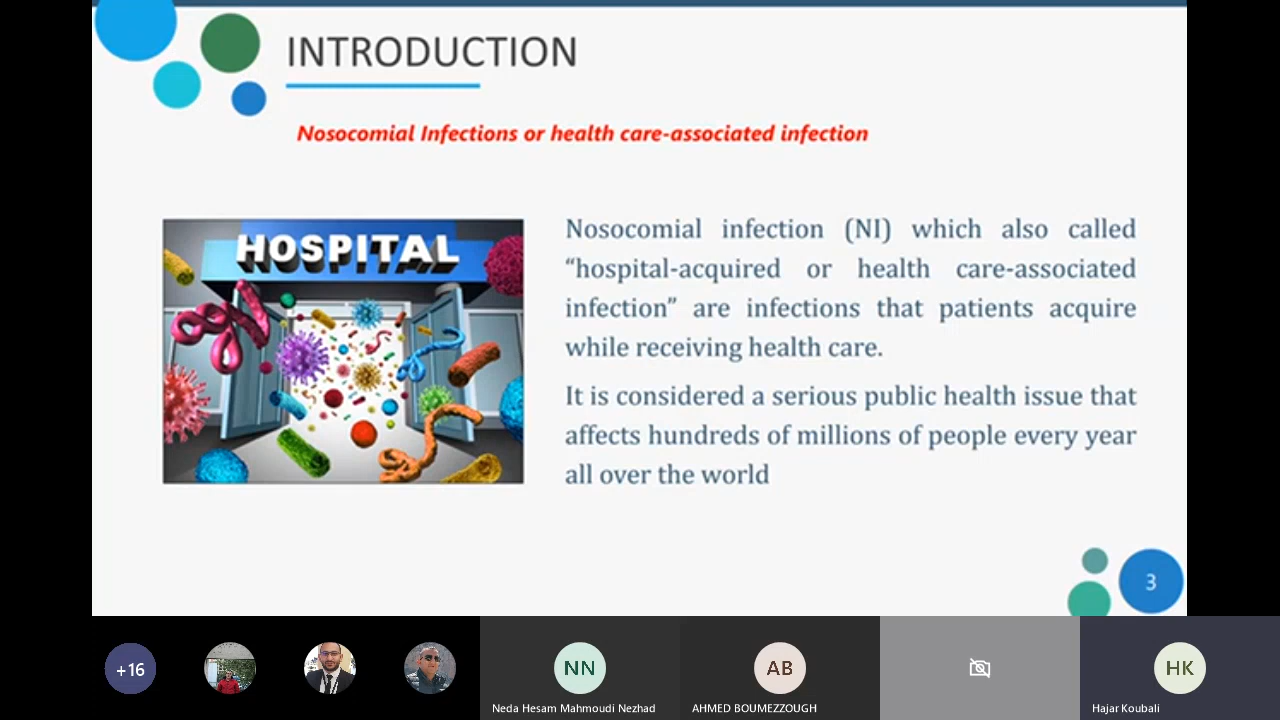 INTRODUCTION
Nosocomial Infections or health care-associated infection
HOSPITAL
Nosocomial infection (NI) which also called
“hospital-acquired or health care-associated
infection” are infections that patients acquire
while receiving health care.
It is considered a serious public health issue that
affects hundreds of millions of people every year
all over the world
3
+16
NN
Neda Hesam Mahmoudi Nezhad
AB
AHMED BOUMEZZOUGH
HK
Hajar Koubali